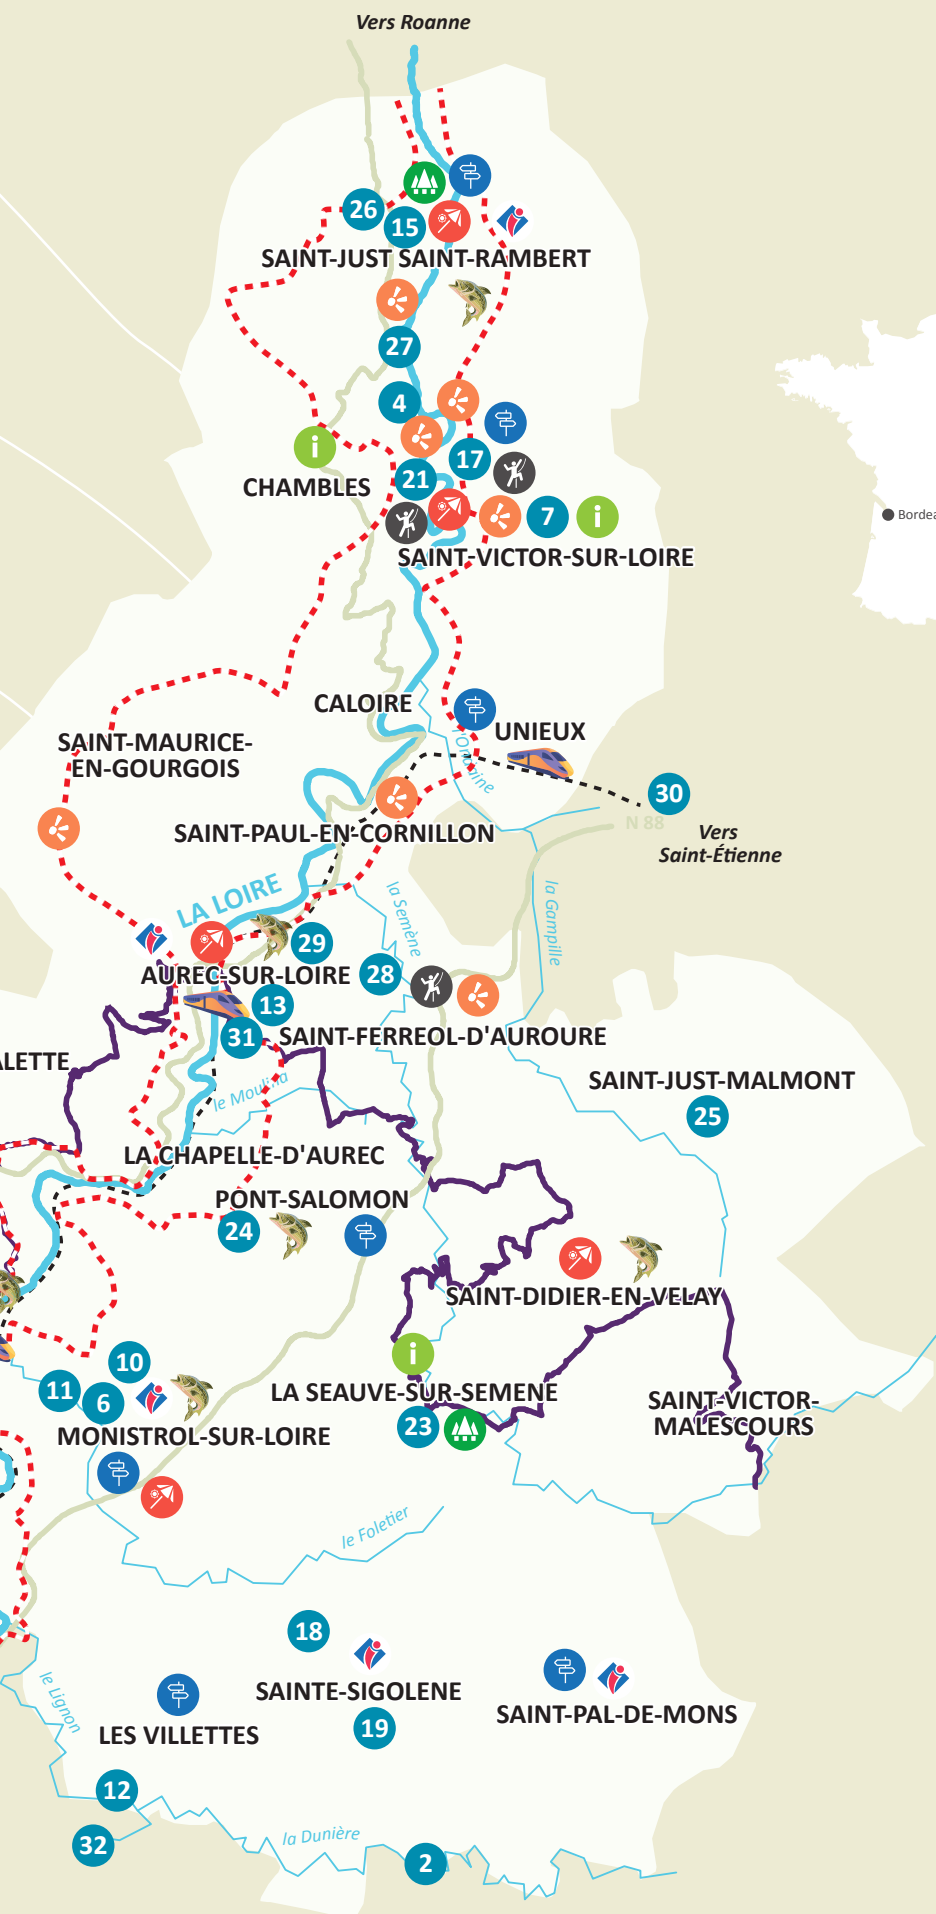 Vers Roanne
26
15
SAINT-JUST SAINT-RAMBERT
27
4
17
i
21
CHAMBLES
7
i
Bordea
SAINT-VICTOR-SUR-LOIRE
CALOIRE
UNIEUX
SAINT-MAURICE-
EN-GOURGOIS
l'Ondaine
30
N 88
SAINT-PAUL-EN-CORNILLON
Vers
Saint-Étienne
LA LOIRE
la Semène
la Gampille
29
28
AUREC-SUR-LOIRE
13
31
SAINT-FERREOL-D'AUROURE
ALETTE
SAINT-JUST-MALMONT
le Moulina
25
LA CHAPELLE-D'AUREC
PONT-SALOMON
24
SAINT-DIDIER-EN-VELAY
i
10
11
6
LA SEAUVE-SUR-SEMENE
SAINT-VICTOR-
MALESCOURS
23
MONISTROL-SUR-LOIRE
le Foletier
18
SAINTE-SIGOLENE
le Lignon
SAINT-PAL-DE-MONS
LES VILLETTES
19
12
32
la Dunière
2